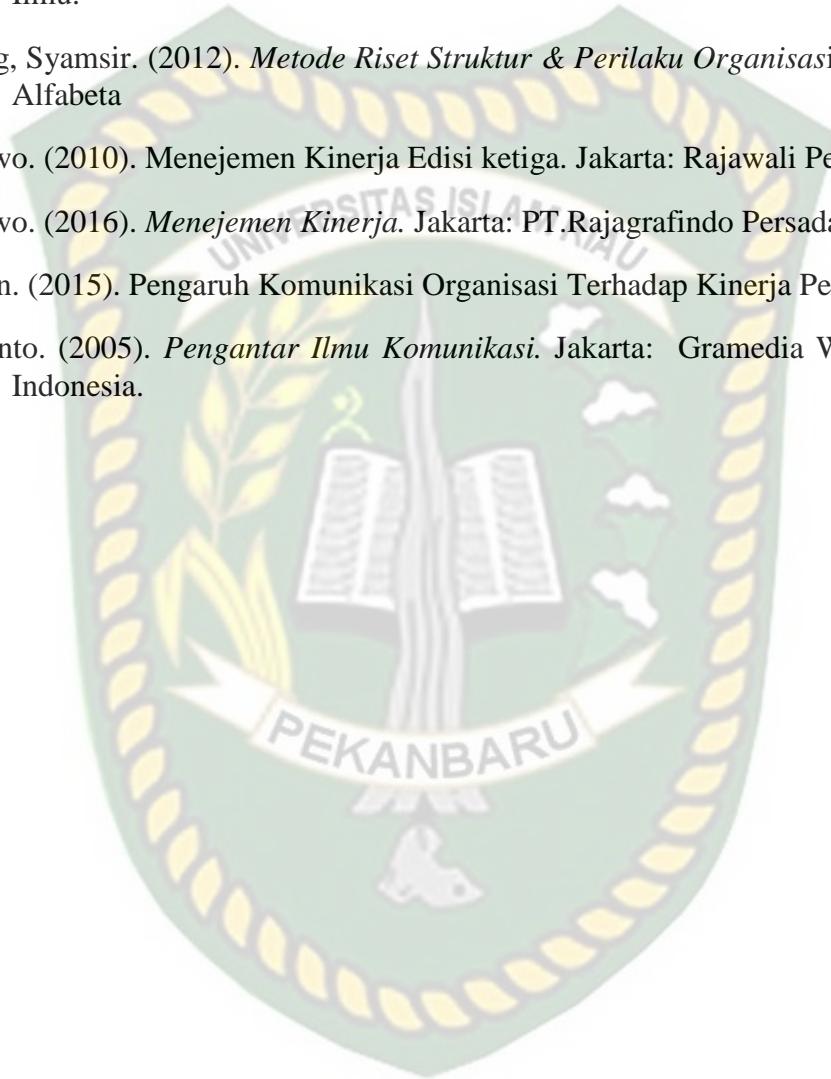 Ilmu.
g, Syamsir. (2012). Metode Riset Struktur & Perilaku Organisasi
Alfabeta
wo. (2010). Menejemen Kinerja Edisi ketiga. Jakarta: Rajawali Pe
wo. (2016). Menejemen Kinerja. Jakarta: PT.Rajagrafindo Persada
n. (2015). Pengaruh Komunikasi Organisasi Terhadap Kinerja Pe
nto. (2005). Pengantar Ilmu Komunikasi. Jakarta: Gramedia W
Indonesia.
UNIVERSITAS ISLAM RIAU
PEKANBARU